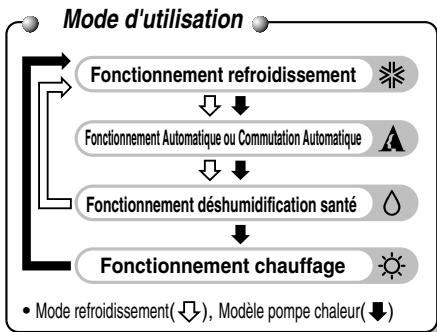 Mode d'utilisation
Fonctionnement refroidissement
Fonctionnement Automatique ou Commutation Automatique
Fonctionnement déshumidification santé
Fonctionnement chauffage
• Mode refroidissement(⇩), Modèle pompe chaleur(🡇)